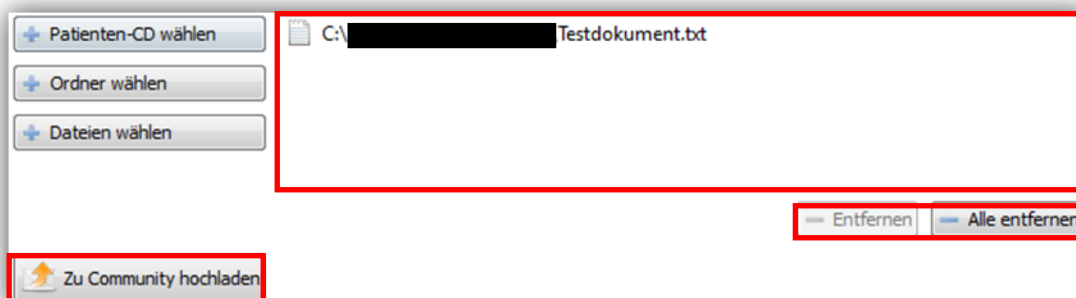 Patienten-CD wählen
C:\ \Testdokument.txt
Ordner wählen
Dateien wählen
Entfernen
Alle entfernen
Zu Community hochladen